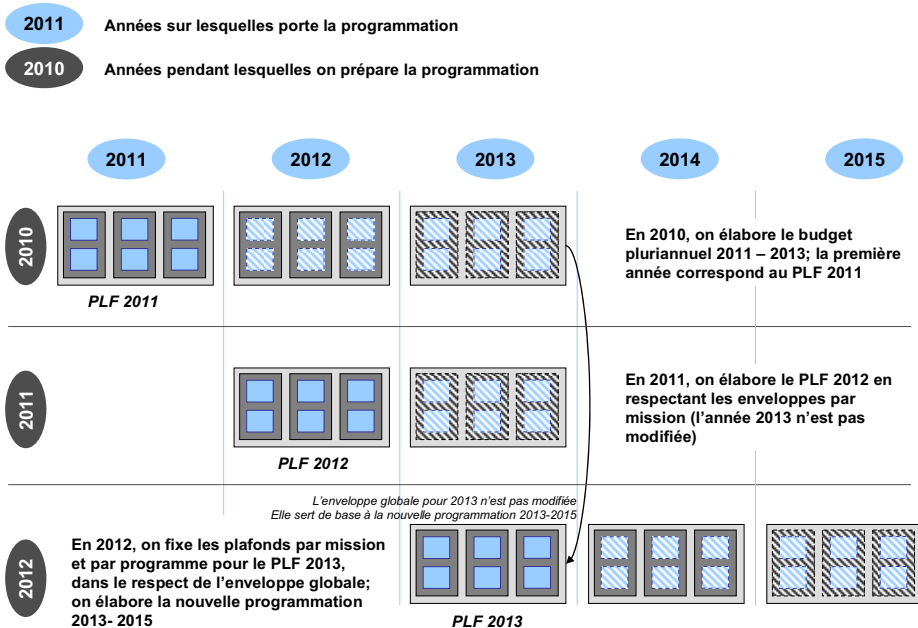 2011
Années sur lesquelles porte la programmation
2010
Années pendant lesquelles on prépare la programmation
2011
2012
2013
2014
2015
2010
PLF 2011
En 2010, on élabore le budget
pluriannuel 2011 – 2013; la première
année correspond au PLF 2011
2011
PLF 2012
En 2011, on élabore le PLF 2012 en
respectant les enveloppes par
mission (l'année 2013 n'est pas
modifiée)
L'enveloppe globale pour 2013 n'est pas modifiée
Elle sert de base à la nouvelle programmation 2013-2015
2012
En 2012, on fixe les plafonds par mission
et par programme pour le PLF 2013,
dans le respect de l'enveloppe globale;
on élabore la nouvelle programmation
2013- 2015
PLF 2013